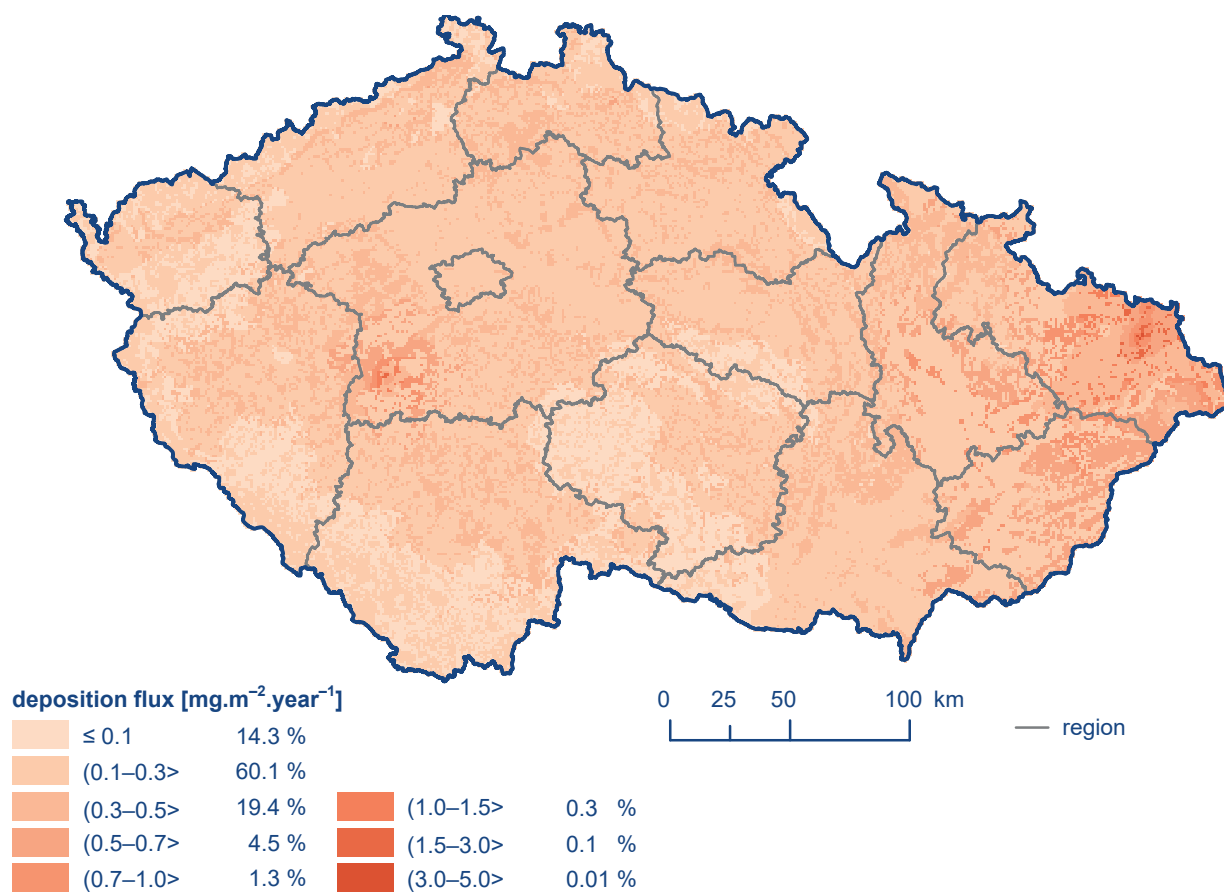 deposition flux [mg.m⁻².year⁻¹]
≤ 0.1 14.3 %
(0.1–0.3> 60.1 %
(0.3–0.5> 19.4 %
(0.5–0.7> 4.5 %
(0.7–1.0> 1.3 %
(1.0–1.5> 0.3 %
(1.5–3.0> 0.1 %
(3.0–5.0> 0.01 %
0 25 50 100 km
region